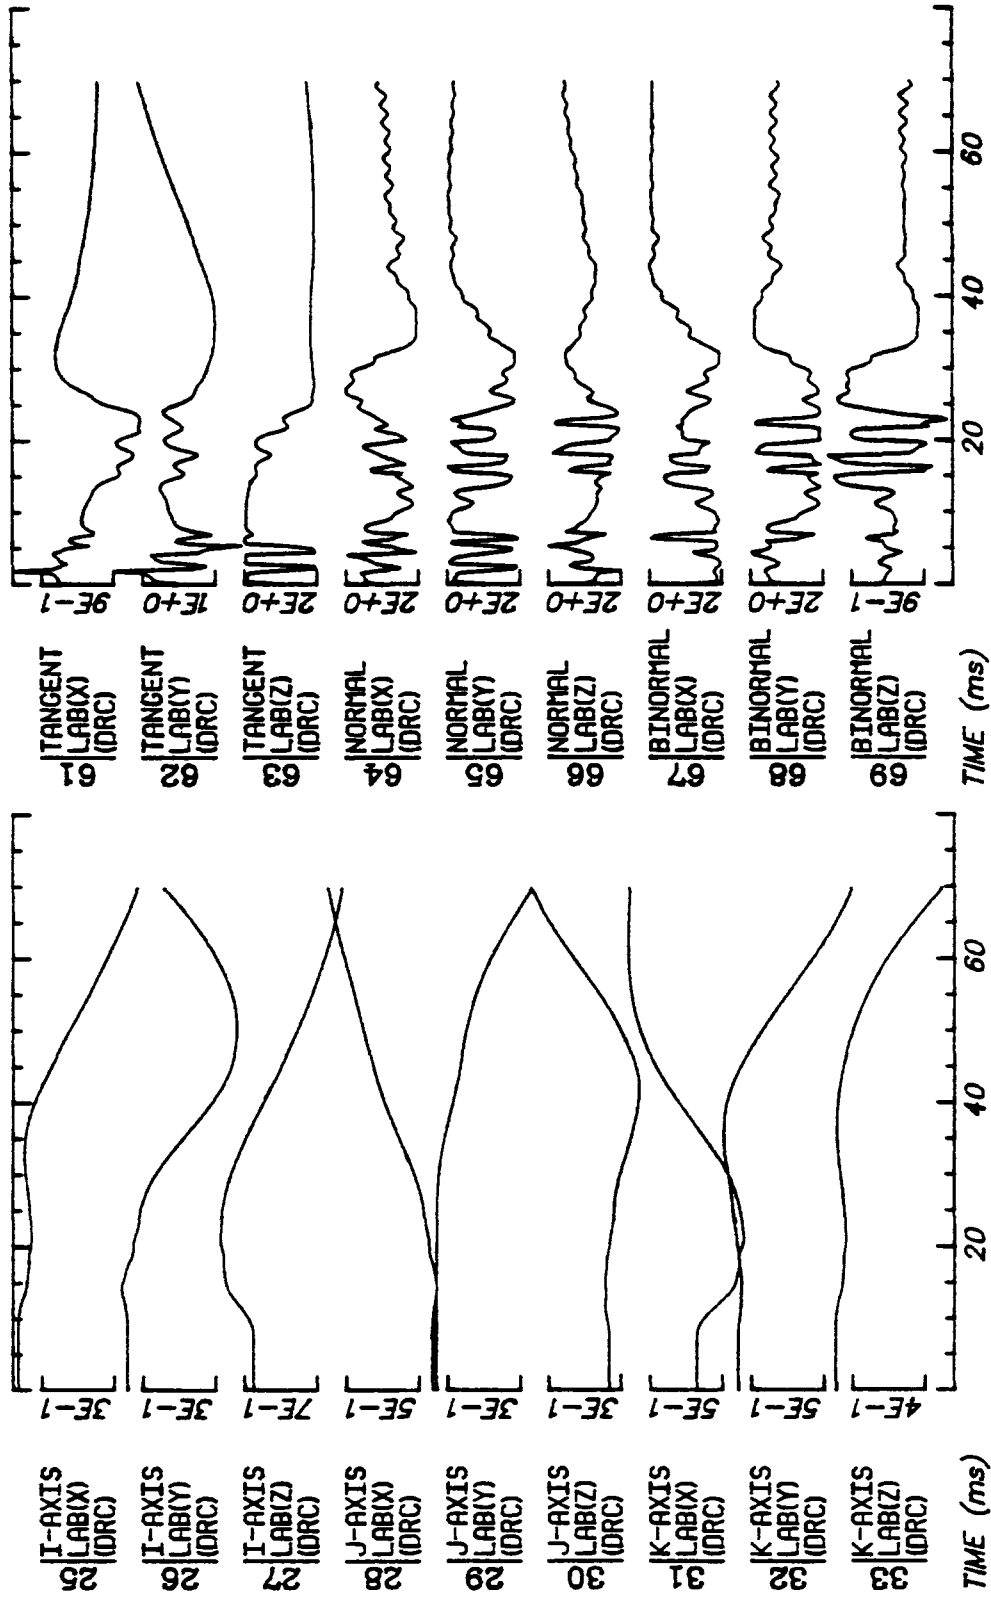 25
I-AXIS
LAB(X)
(DRC)
3E-1
26
I-AXIS
LAB(Y)
(DRC)
3E-1
27
I-AXIS
LAB(Z)
(DRC)
7E-1
28
J-AXIS
LAB(X)
(DRC)
5E-1
29
J-AXIS
LAB(Y)
(DRC)
3E-1
30
J-AXIS
LAB(Z)
(DRC)
3E-1
31
K-AXIS
LAB(X)
(DRC)
5E-1
32
K-AXIS
LAB(Y)
(DRC)
5E-1
33
K-AXIS
LAB(Z)
(DRC)
4E-1
TIME (ms)
20
40
60
61
TANGENT
LAB(X)
(DRC)
9E-1
62
TANGENT
LAB(Y)
(DRC)
1E+0
63
TANGENT
LAB(Z)
(DRC)
2E+0
64
NORMAL
LAB(X)
(DRC)
2E+0
65
NORMAL
LAB(Y)
(DRC)
2E+0
66
NORMAL
LAB(Z)
(DRC)
2E+0
67
BINORMAL
LAB(X)
(DRC)
2E+0
68
BINORMAL
LAB(Y)
(DRC)
2E+0
69
BINORMAL
LAB(Z)
(DRC)
9E-1
TIME (ms)
20
40
60